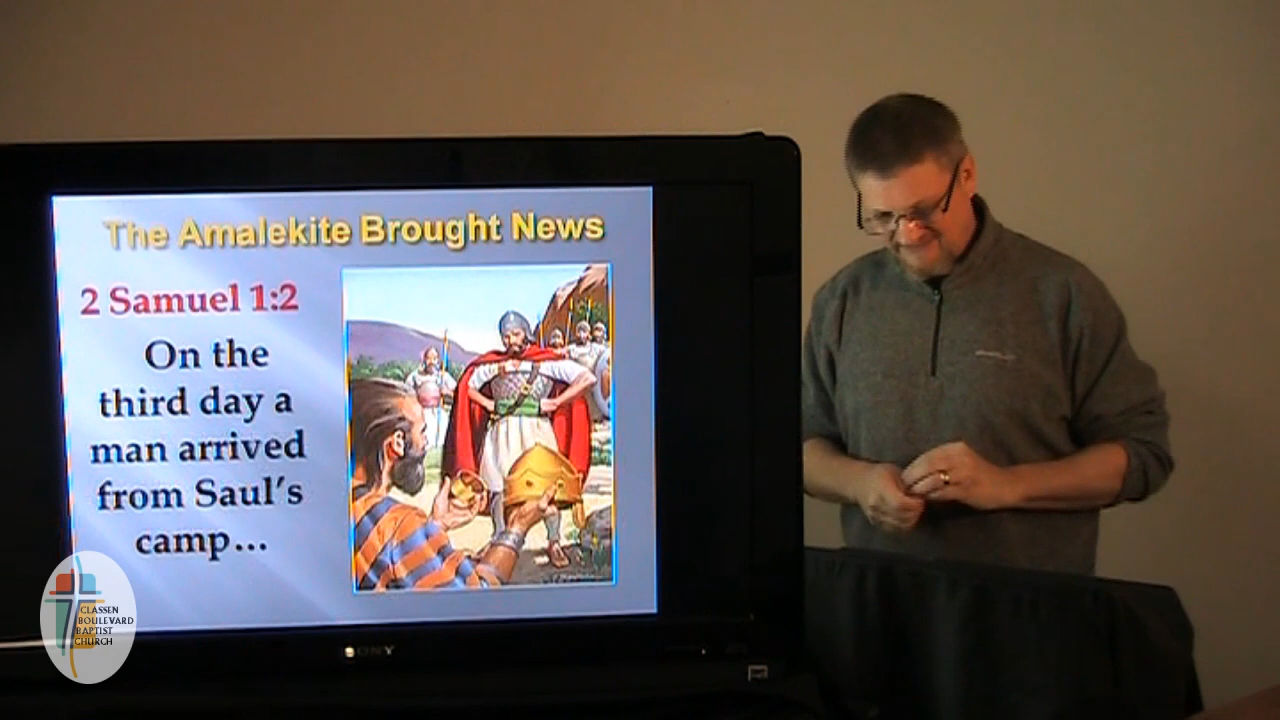 The Amalekite Brought News
2 Samuel 1:2
On the
third day a
man arrived
from Saul's
camp...
CLASSEN
BOULEVARD
BAPTIST
CHURCH
SONY